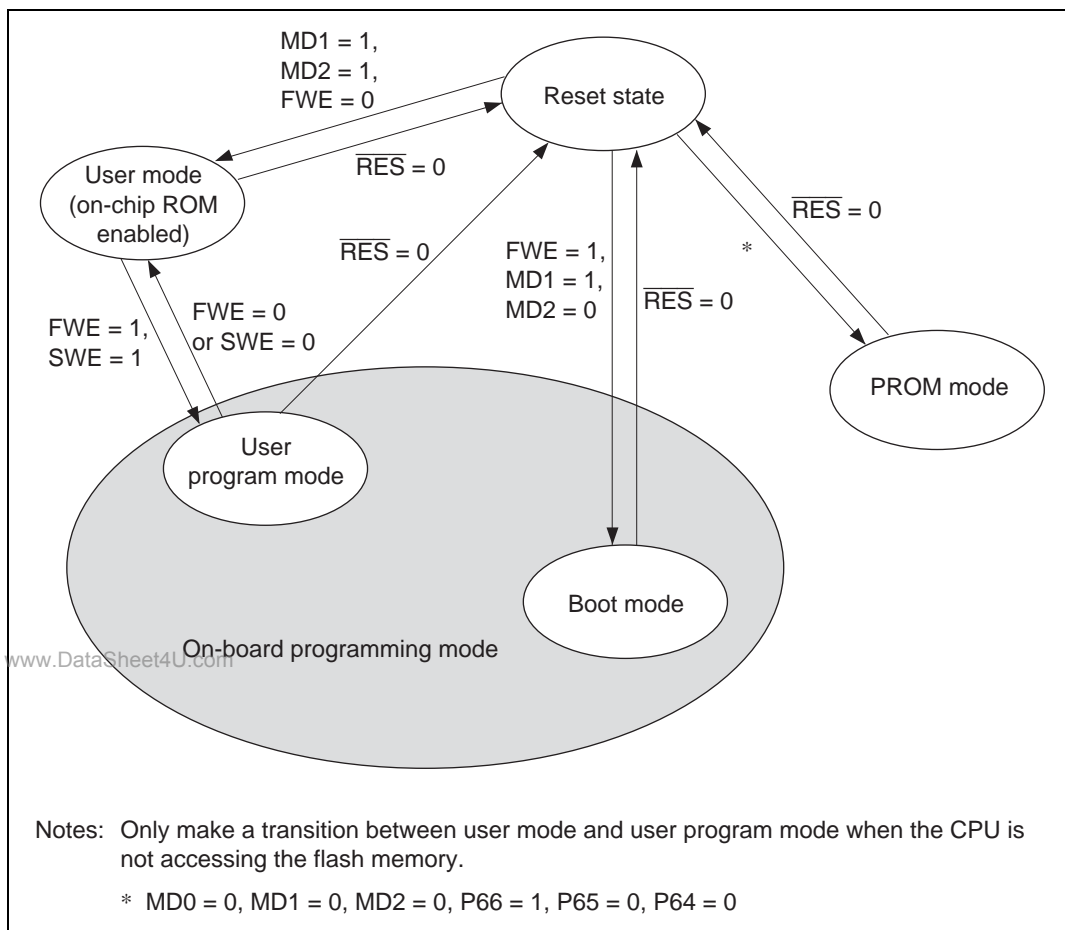 MD1 = 1,
MD2 = 1,
FWE = 0
Reset state
RES = 0
User mode
(on-chip ROM
enabled)
RES = 0
RES = 0
*
FWE = 1,
MD1 = 1,
MD2 = 0
RES = 0
FWE = 0
or SWE = 0
FWE = 1,
SWE = 1
PROM mode
User
program mode
Boot mode
On-board programming mode
www.DataSheet4U.com
Notes: Only make a transition between user mode and user program mode when the CPU is
not accessing the flash memory.
* MD0 = 0, MD1 = 0, MD2 = 0, P66 = 1, P65 = 0, P64 = 0